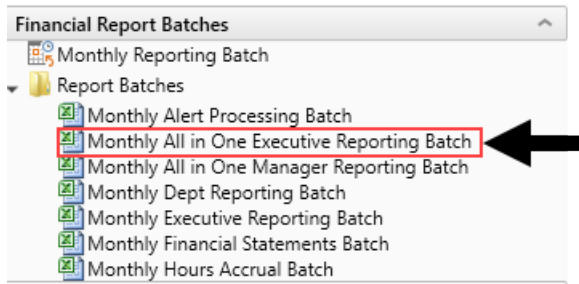 Financial Report Batches
Monthly Reporting Batch
Report Batches
Monthly Alert Processing Batch
Monthly All in One Executive Reporting Batch
Monthly All in One Manager Reporting Batch
Monthly Dept Reporting Batch
Monthly Executive Reporting Batch
Monthly Financial Statements Batch
Monthly Hours Accrual Batch